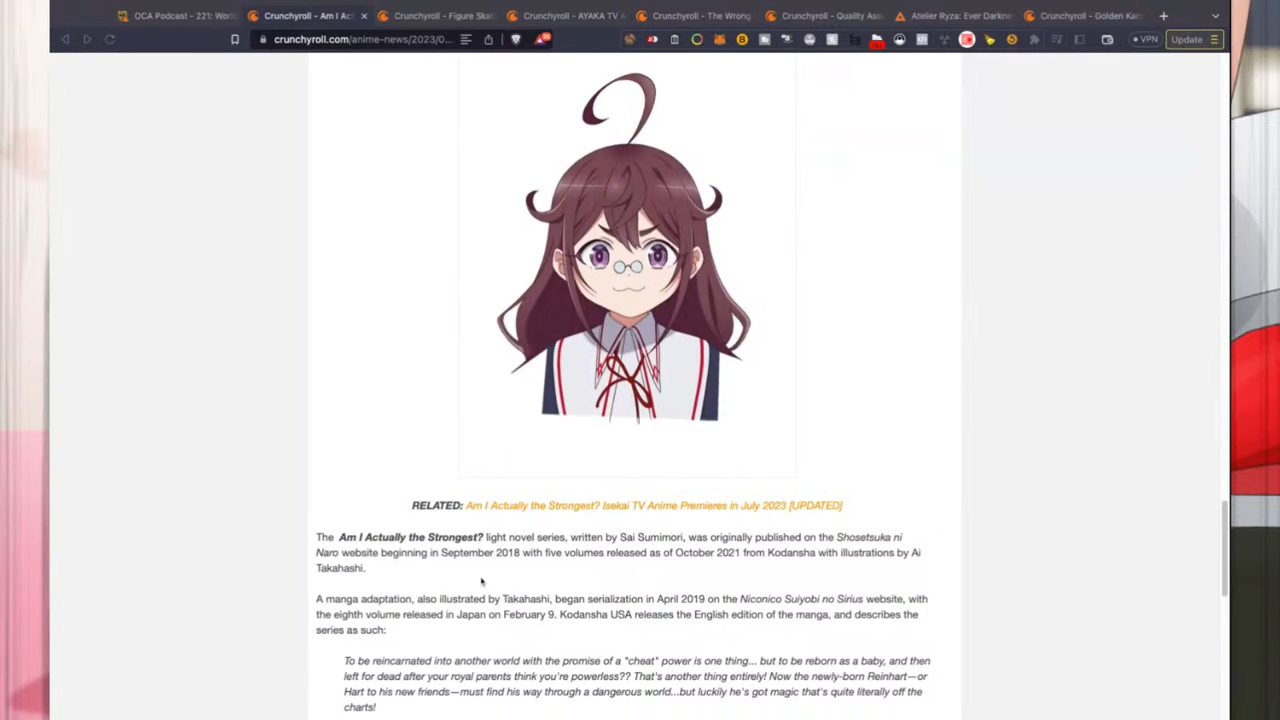 OCA Podcast - 221: Worl
Crunchyroll - Am I Act
Crunchyroll - Figure Skat
Crunchyroll - AYAKA TV A
Crunchyroll - The Wrong
Crunchyroll - Quality Ass
Atelier Ryza: Ever Darkne
Crunchyroll - Golden Kam
crunchyroll.com/anime-news/2023/0...
VPN
Update
RELATED: Am I Actually the Strongest? Isekai TV Anime Premieres in July 2023 [UPDATED]
The Am I Actually the Strongest? light novel series, written by Sai Sumimori, was originally published on the Shosetsuka ni
Naro website beginning in September 2018 with five volumes released as of October 2021 from Kodansha with illustrations by Ai
Takahashi.
A manga adaptation, also illustrated by Takahashi, began serialization in April 2019 on the Niconico Suiyobi no Sirius website, with
the eighth volume released in Japan on February 9. Kodansha USA releases the English edition of the manga, and describes the
series as such:
To be reincarnated into another world with the promise of a "cheat" power is one thing... but to be reborn as a baby, and then
left for dead after your royal parents think you're powerless?? That's another thing entirely! Now the newly-born Reinhart—or
Hart to his new friends—must find his way through a dangerous world...but luckily he's got magic that's quite literally off the
charts!